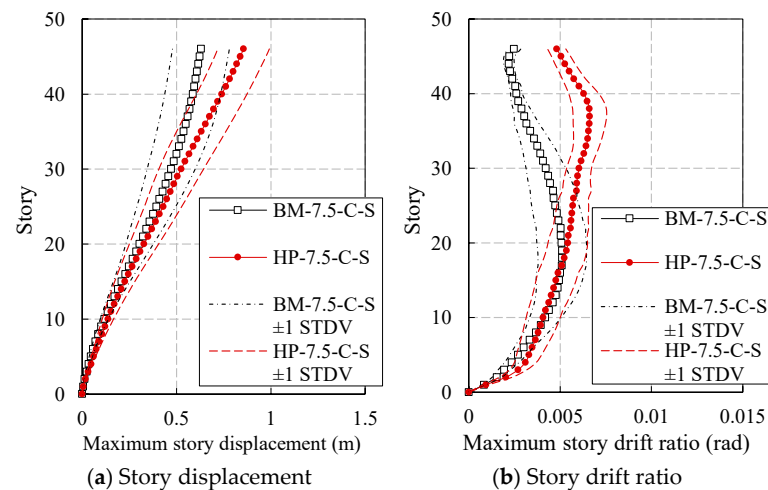 50
40
30
20
10
0
Story
BM-7.5-C-S
HP-7.5-C-S
BM-7.5-C-S
±1 STDV
HP-7.5-C-S
±1 STDV
0
0.5
1
1.5
Maximum story displacement (m)
(a) Story displacement
50
40
30
20
10
0
Story
BM-7.5-C-S
HP-7.5-C-S
BM-7.5-C-S
±1 STDV
HP-7.5-C-S
±1 STDV
0
0.005
0.01
0.015
Maximum story drift ratio (rad)
(b) Story drift ratio